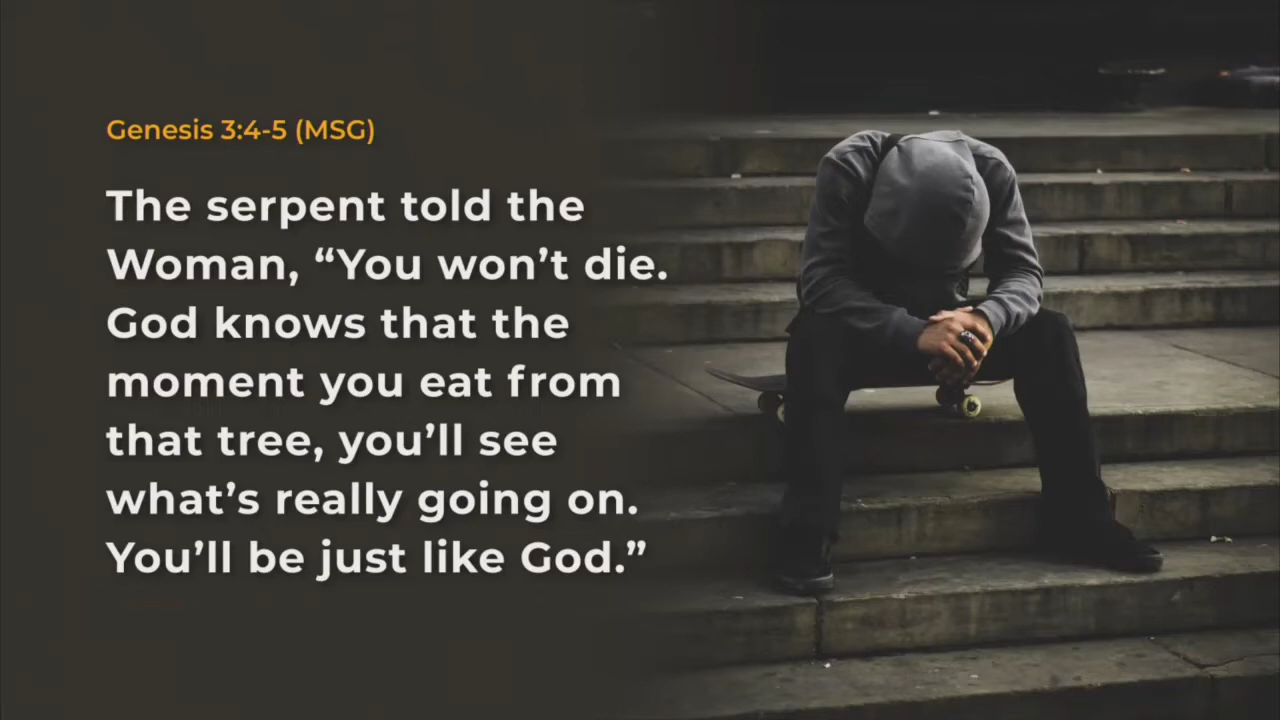 Genesis 3:4-5 (MSG)
The serpent told the
Woman, “You won’t die.
God knows that the
moment you eat from
that tree, you’ll see
what’s really going on.
You’ll be just like God.”